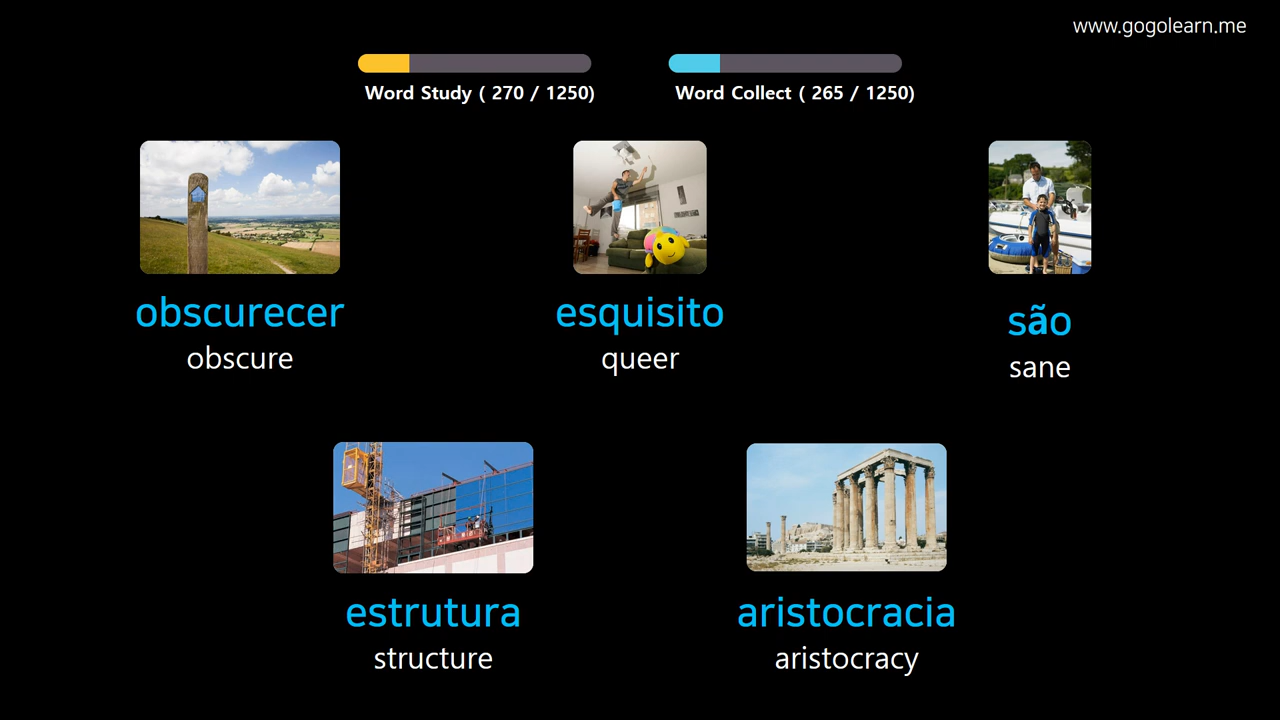 www.gogolearn.me
Word Study ( 270 / 1250)
Word Collect ( 265 / 1250)
obscurecer
obscure
esquisito
queer
são
sane
estrutura
structure
aristocracia
aristocracy